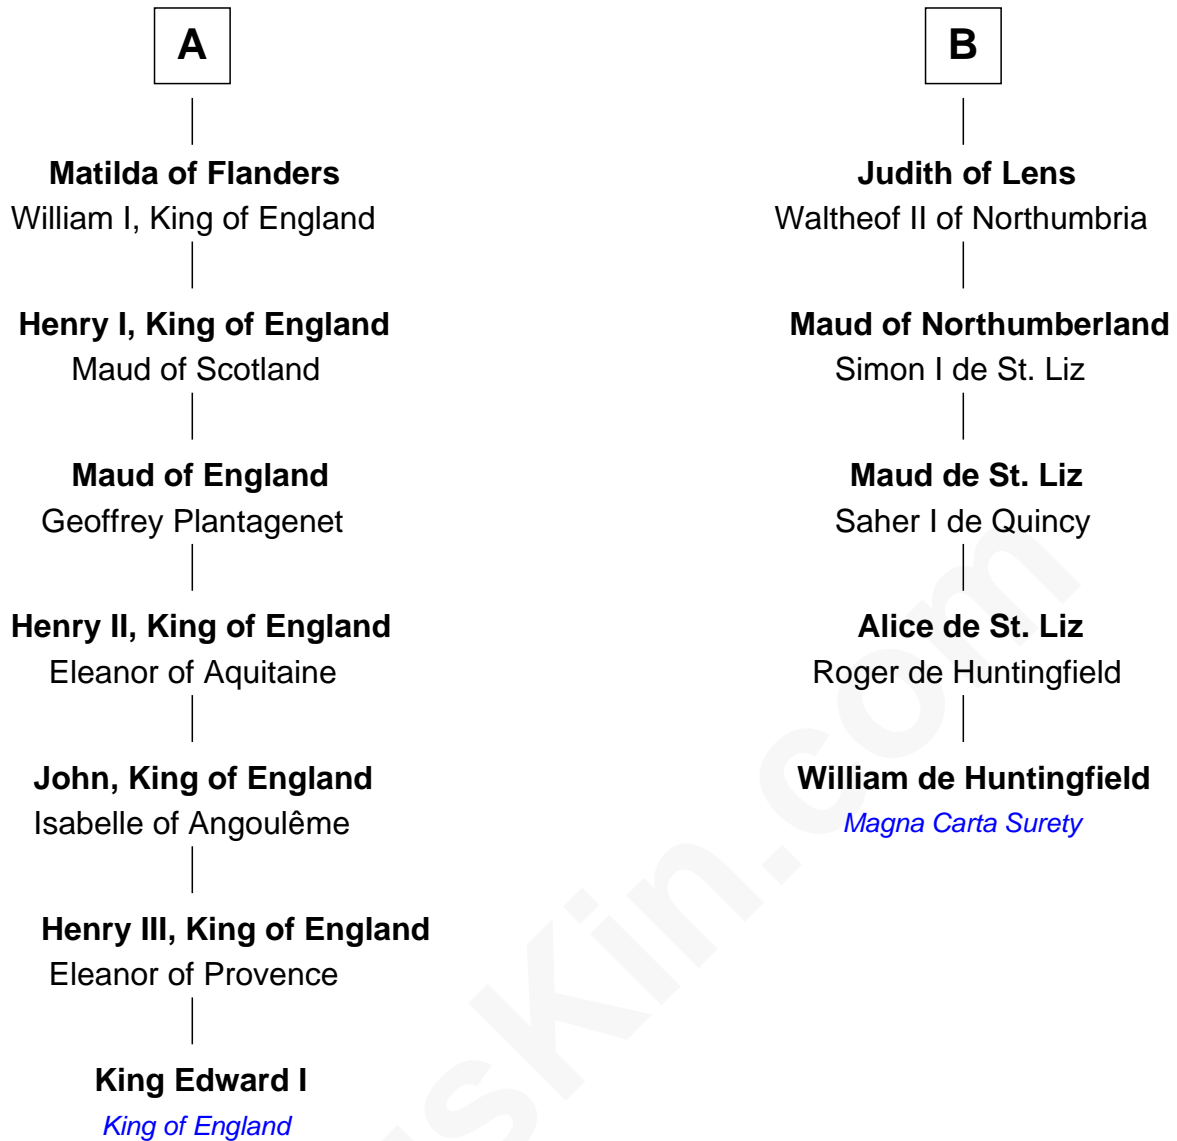 A
Matilda of Flanders
William I, King of England
Henry I, King of England
Maud of Scotland
Maud of England
Geoffrey Plantagenet
Henry II, King of England
Eleanor of Aquitaine
John, King of England
Isabelle of Angoulême
Henry III, King of England
Eleanor of Provence
King Edward I
King of England
B
Judith of Lens
Waltheof II of Northumbria
Maud of Northumberland
Simon I de St. Liz
Maud de St. Liz
Saher I de Quincy
Alice de St. Liz
Roger de Huntingfield
William de Huntingfield
Magna Carta Surety